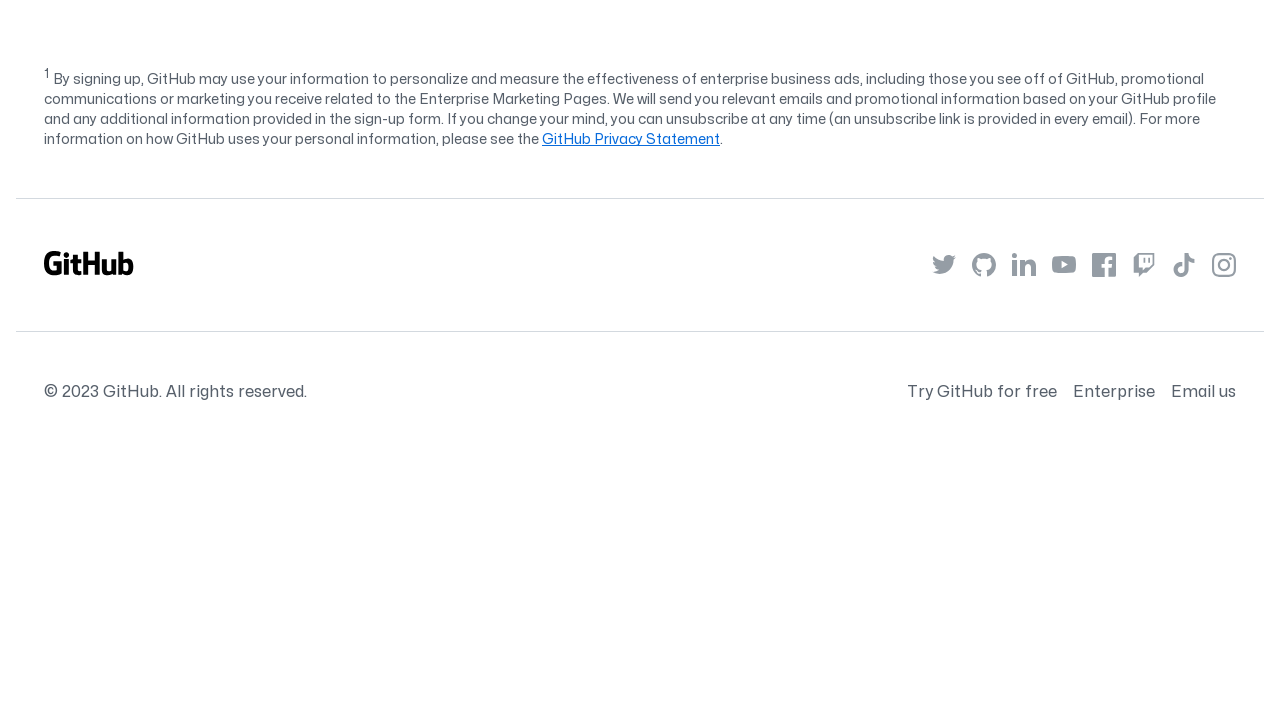 1 By signing up, GitHub may use your information to personalize and measure the effectiveness of enterprise business ads, including those you see off of GitHub, promotional
communications or marketing you receive related to the Enterprise Marketing Pages. We will send you relevant emails and promotional information based on your GitHub profile
and any additional information provided in the sign-up form. If you change your mind, you can unsubscribe at any time (an unsubscribe link is provided in every email). For more
information on how GitHub uses your personal information, please see the GitHub Privacy Statement.
GitHub
© 2023 GitHub. All rights reserved.
Try GitHub for free Enterprise Email us